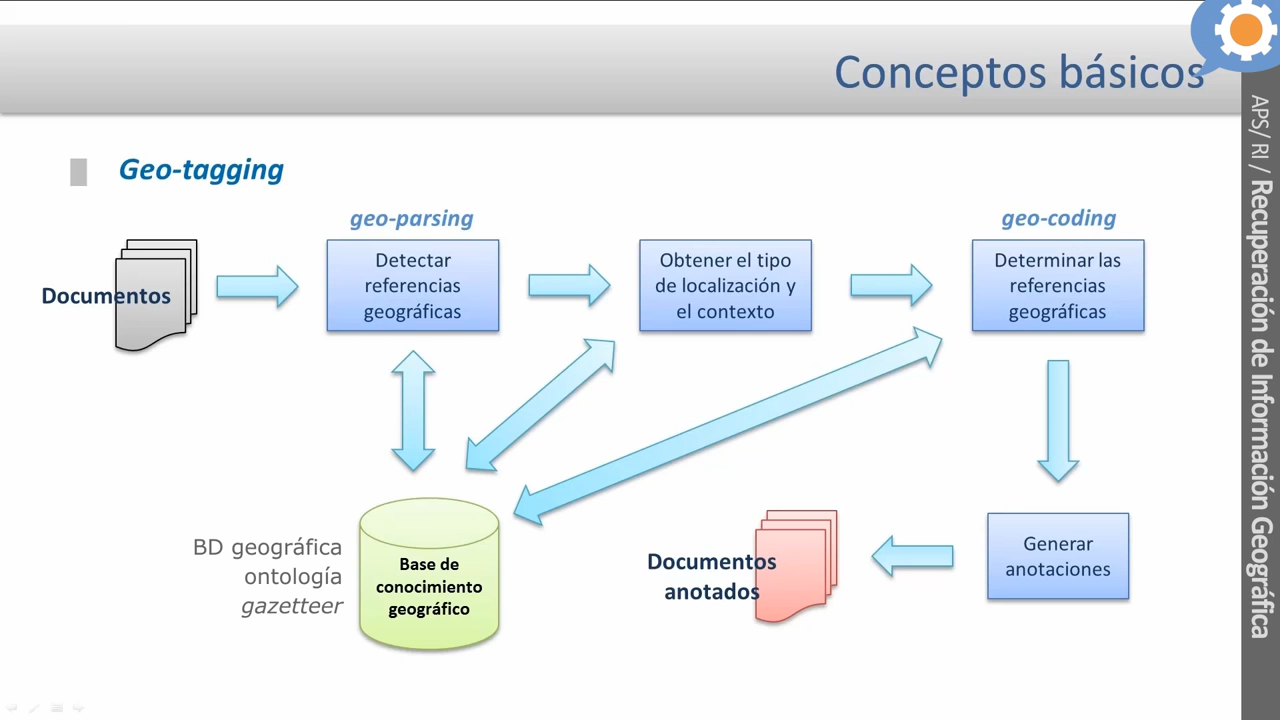 Conceptos básicos
Geo-tagging
geo-parsing
geo-coding
Documentos
Detectar
referencias
geográficas
Obtener el tipo
de localización y
el contexto
Determinar las
referencias
geográficas
BD geográfica
ontología
gazetteer
Base de
conocimiento
geográfico
Documentos
anotados
Generar
anotaciones
APS/ RI / Recuperación de Información Geográfica